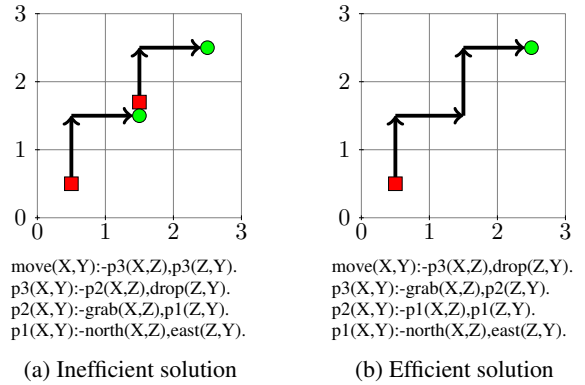 3
2
1
0
0 1 2 3
move(X,Y):-p3(X,Z),p3(Z,Y).
p3(X,Y):-p2(X,Z),drop(Z,Y).
p2(X,Y):-grab(X,Z),p1(Z,Y).
p1(X,Y):-north(X,Z),east(Z,Y).
(a) Inefficient solution
3
2
1
0
0 1 2 3
move(X,Y):-p3(X,Z),drop(Z,Y).
p3(X,Y):-grab(X,Z),p2(Z,Y).
p2(X,Y):-p1(X,Z),p1(Z,Y).
p1(X,Y):-north(X,Z),east(Z,Y).
(b) Efficient solution